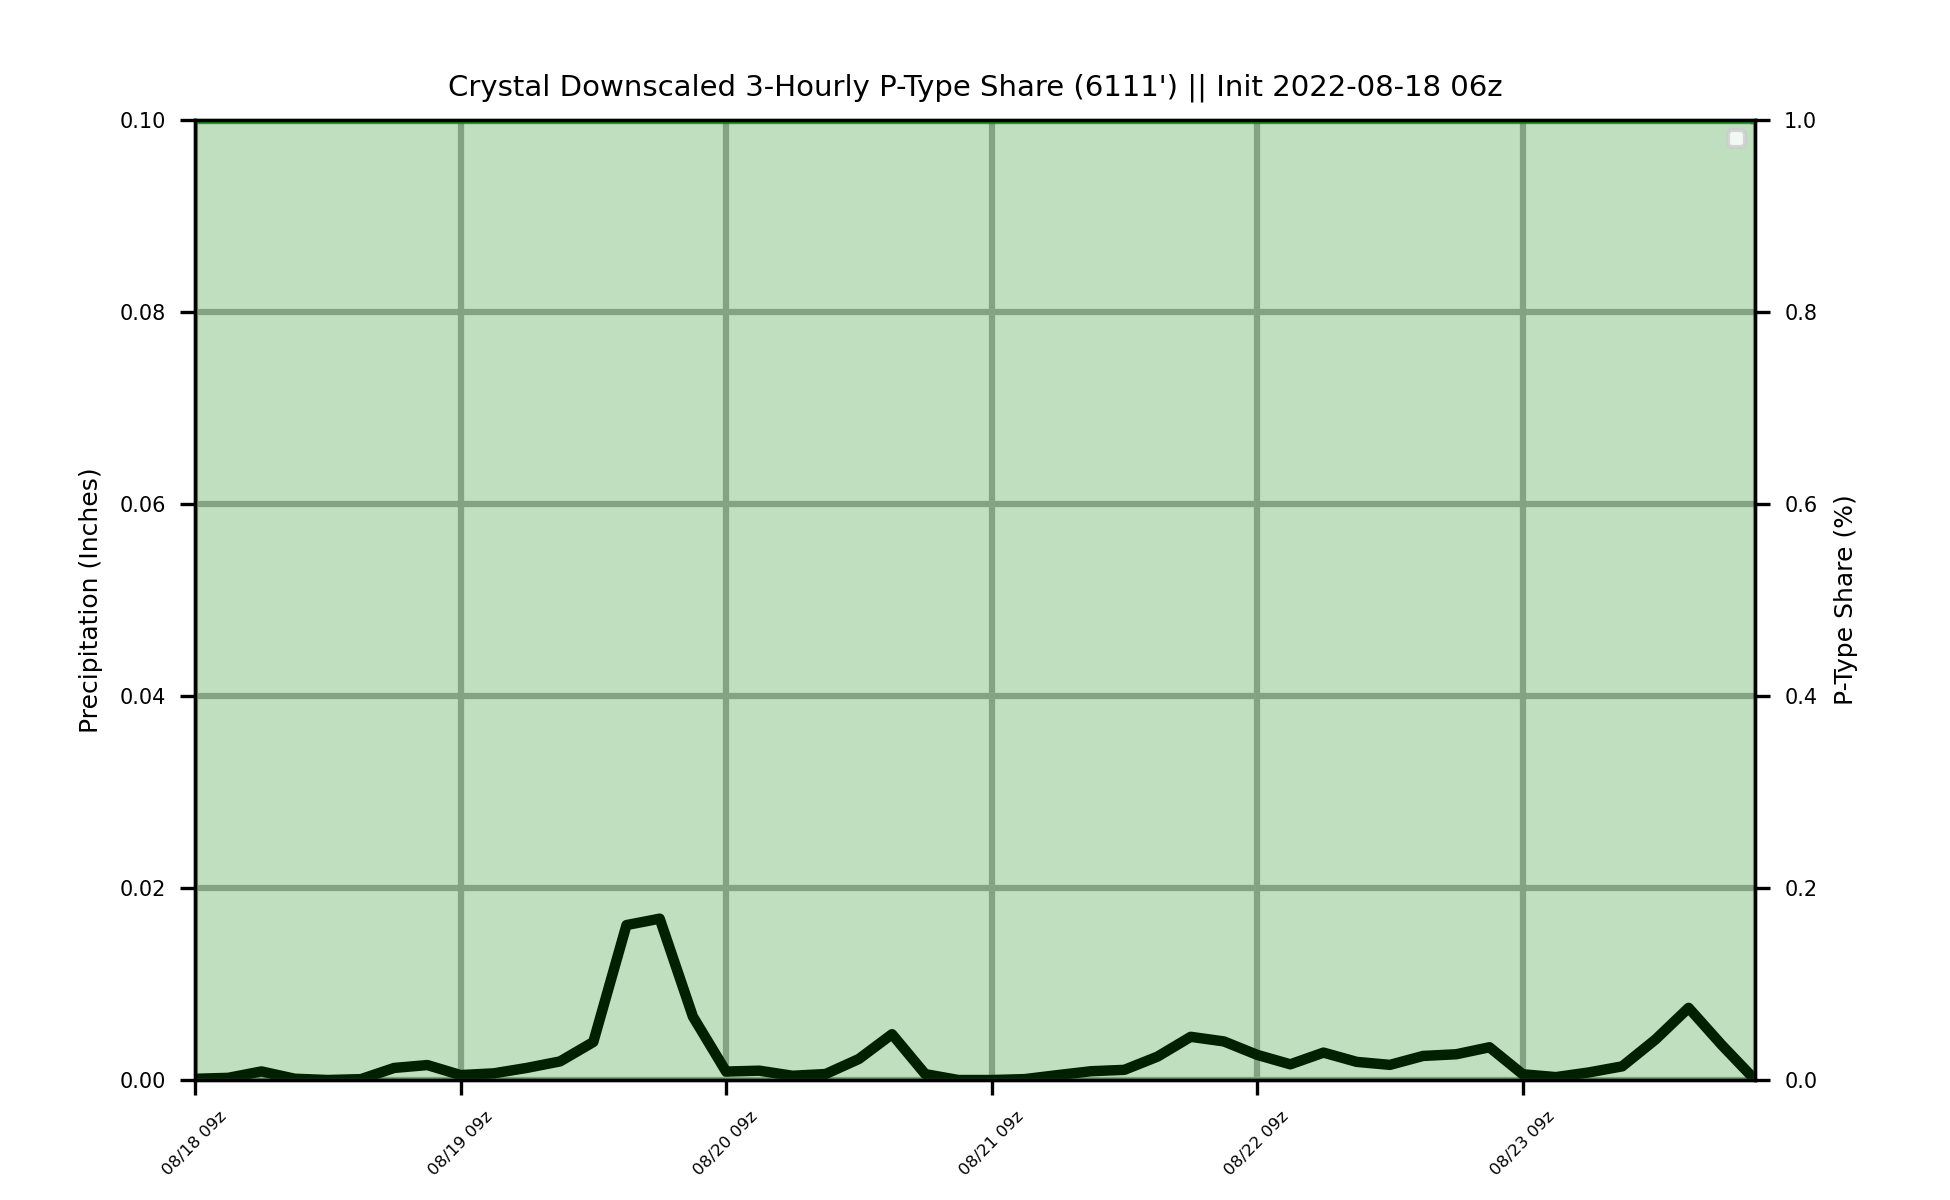 Crystal Downscaled 3-Hourly P-Type Share (6111') || Init 2022-08-18 06z
Precipitation (Inches)
0.10
0.08
0.06
0.04
0.02
0.00
1.0
0.8
0.6
0.4
0.2
0.0
P-Type Share (%)
08/18 09z
08/19 09z
08/20 09z
08/21 09z
08/22 09z
08/23 09z